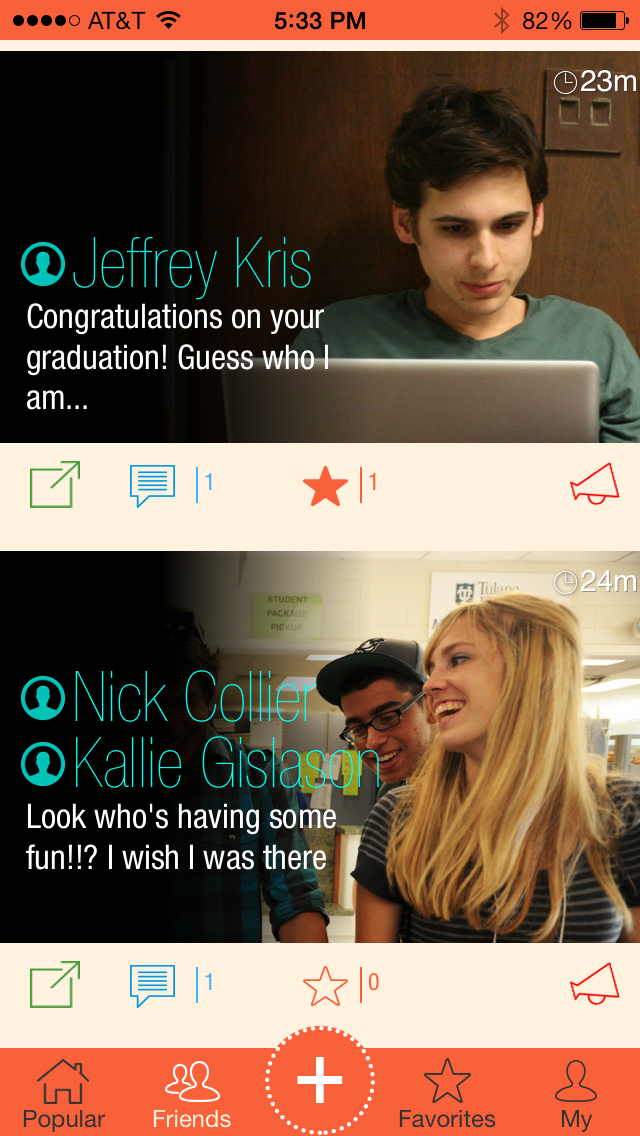 AT&T 5:33 PM 82%
23m
Jeffrey Kris
Congratulations on your
graduation! Guess who I
am...
1 1
24m
Tulane
STUDENT
PACKAGE
PICKUP
Nick Collier
Kallie Gislason
Look who's having some
fun!!? I wish I was there
1 0
Popular Friends Favorites My